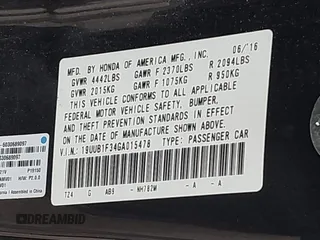 MFD. BY HONDA OF AMERICA MFG., INC. 06/16
GVWR 4442LBS GAWR F 2370LBS R 2094LBS
GVWR 2015KG GAWR F 1075KG R 950KG
THIS VEHICLE CONFORMS TO ALL APPLICABLE
FEDERAL MOTOR VEHICLE SAFETY, BUMPER,
AND THEFT PREVENTION STANDARDS IN EFFECT
ON THE DATE OF MANUFACTURE SHOWN ABOVE.
V.I.N.: 19UUB1F34GA015478 TYPE: PASSENGER CAR
TZ4 G AB9 - NH782M - A - A
DREAMBID